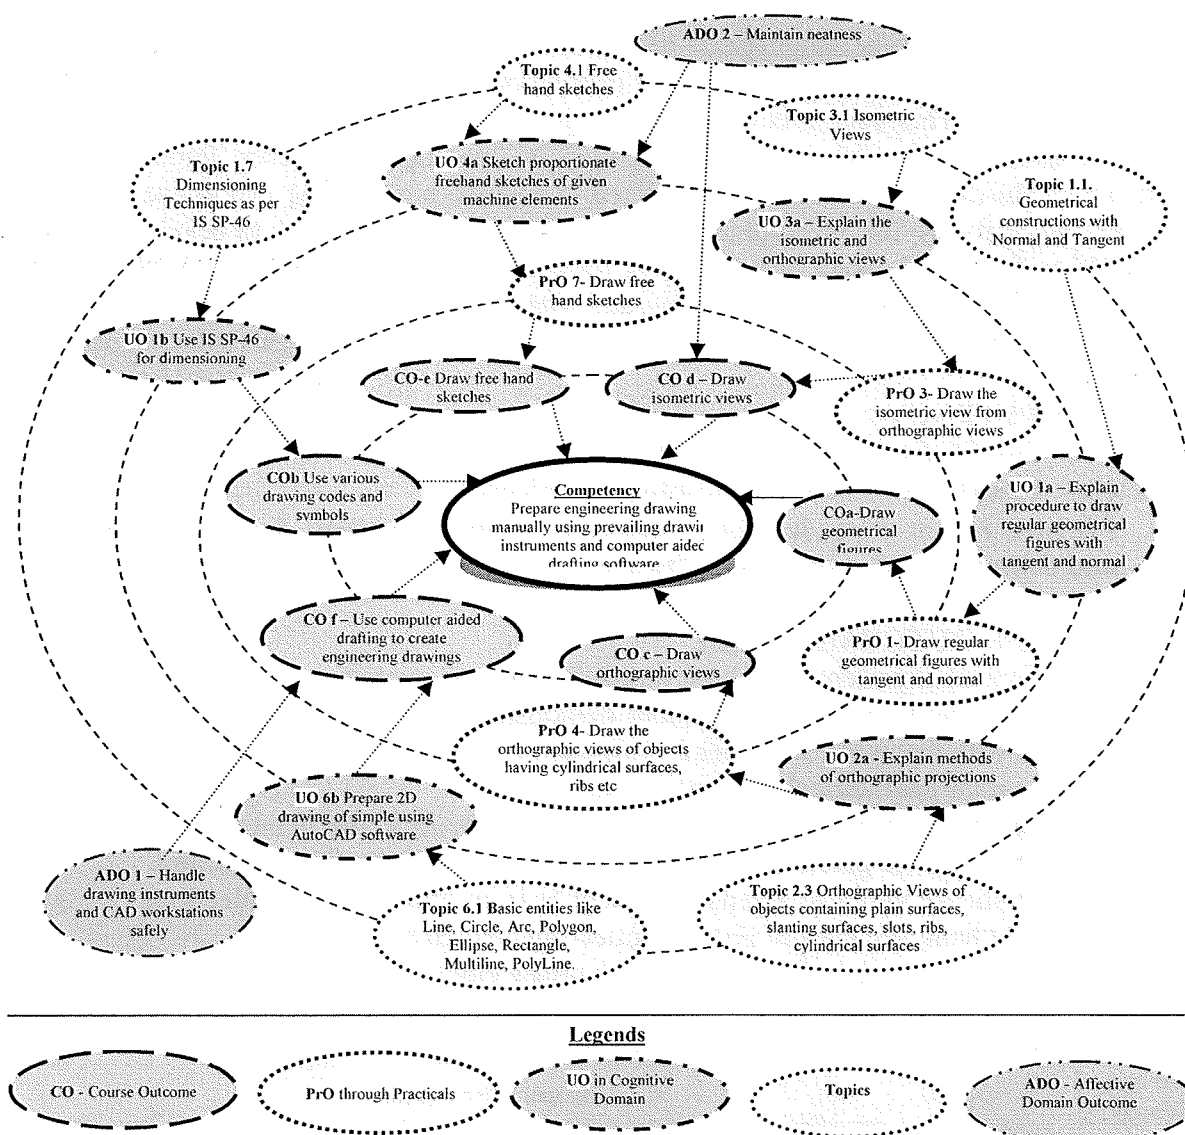 ADO 2 – Maintain neatness
Topic 4.1 Free
hand sketches
Topic 3.1 Isometric
Views
Topic 1.7
Dimensioning
Techniques as per
IS SP-46
UO 4a Sketch proportionate
freehand sketches of given
machine elements
Topic 1.1.
Geometrical
constructions with
Normal and Tangent
UO 3a – Explain the
isometric and
orthographic views
PrO 7- Draw free
hand sketches
UO 1b Use IS SP-46
for dimensioning
CO-e Draw free hand
sketches
CO d – Draw
isometric views
PrO 3- Draw the
isometric view from
orthographic views
COb Use various
drawing codes and
symbols
Competency
Prepare engineering drawing
manually using prevailing drawi
instruments and computer aided
drafting software
COa-Draw
geometrical
figures
UO 1a – Explain
procedure to draw
regular geometrical
figures with
tangent and normal
CO f – Use computer aided
drafting to create
engineering drawings
CO c – Draw
orthographic views
PrO 1- Draw regular
geometrical figures with
tangent and normal
PrO 4- Draw the
orthographic views of objects
having cylindrical surfaces,
ribs etc
UO 2a - Explain methods
of orthographic projections
UO 6b Prepare 2D
drawing of simple using
AutoCAD software
ADO 1 – Handle
drawing instruments
and CAD workstations
safely
Topic 6.1 Basic entities like
Line, Circle, Arc, Polygon,
Ellipse, Rectangle,
Multiline, PolyLine.
Topic 2.3 Orthographic Views of
objects containing plain surfaces,
slanting surfaces, slots, ribs,
cylindrical surfaces
Legends
CO - Course Outcome
PrO through Practicals
UO in Cognitive
Domain
Topics
ADO - Affective
Domain Outcome